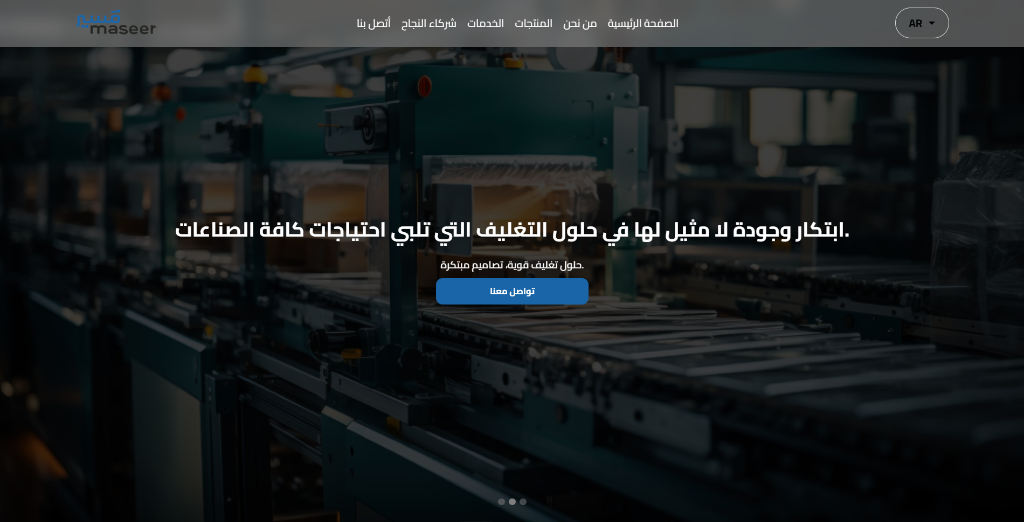 مسير
maseer
الصفحة الرئيسية
من نحن
المنتجات
الخدمات
شركاء النجاح
أتصل بنا
AR
ابتكار وجودة لا مثيل لها في حلول التغليف التي تلبي احتياجات كافة الصناعات.
حلول تغليف قوية، تصاميم مبتكرة.
تواصل معنا